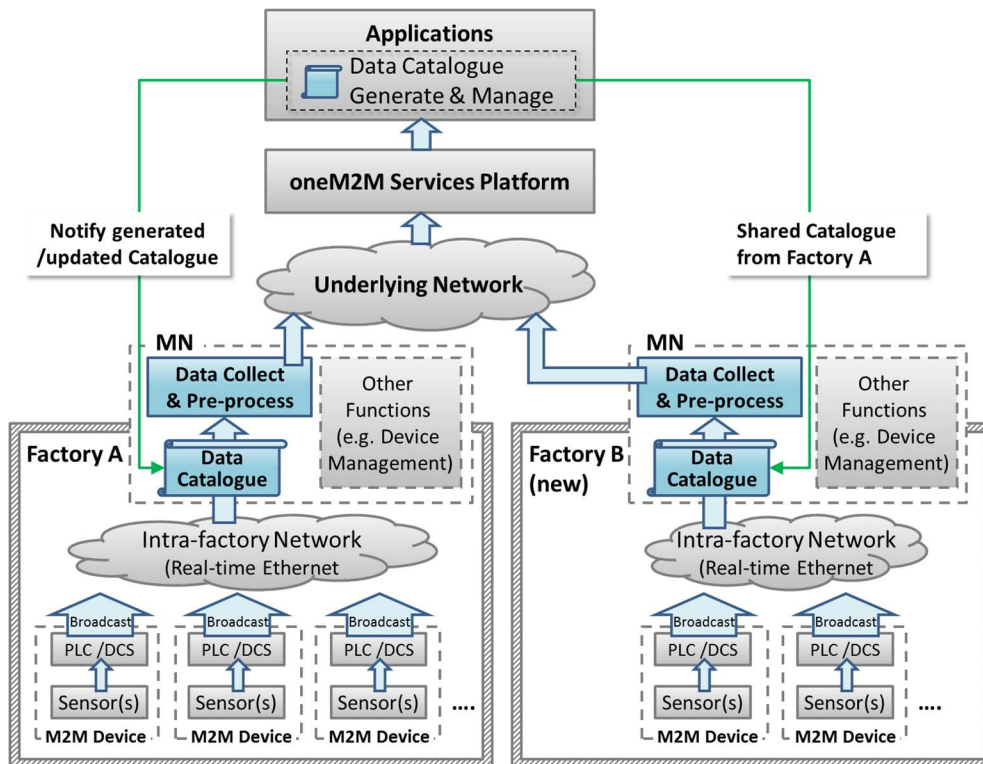 Applications
Data Catalogue
Generate & Manage
oneM2M Services Platform
Notify generated
/updated Catalogue
Shared Catalogue
from Factory A
Underlying Network
MN
Data Collect
& Pre-process
Other
Functions
(e.g. Device
Management)
Factory A
Data
Catalogue
Intra-factory Network
(Real-time Ethernet
Broadcast
Broadcast
Broadcast
PLC /DCS
PLC /DCS
PLC /DCS
Sensor(s)
Sensor(s)
Sensor(s)
....
M2M Device
M2M Device
M2M Device
MN
Data Collect
& Pre-process
Other
Functions
(e.g. Device
Management)
Factory B
(new)
Data
Catalogue
Intra-factory Network
(Real-time Ethernet
Broadcast
Broadcast
PLC /DCS
PLC /DCS
Sensor(s)
Sensor(s)
....
M2M Device
M2M Device